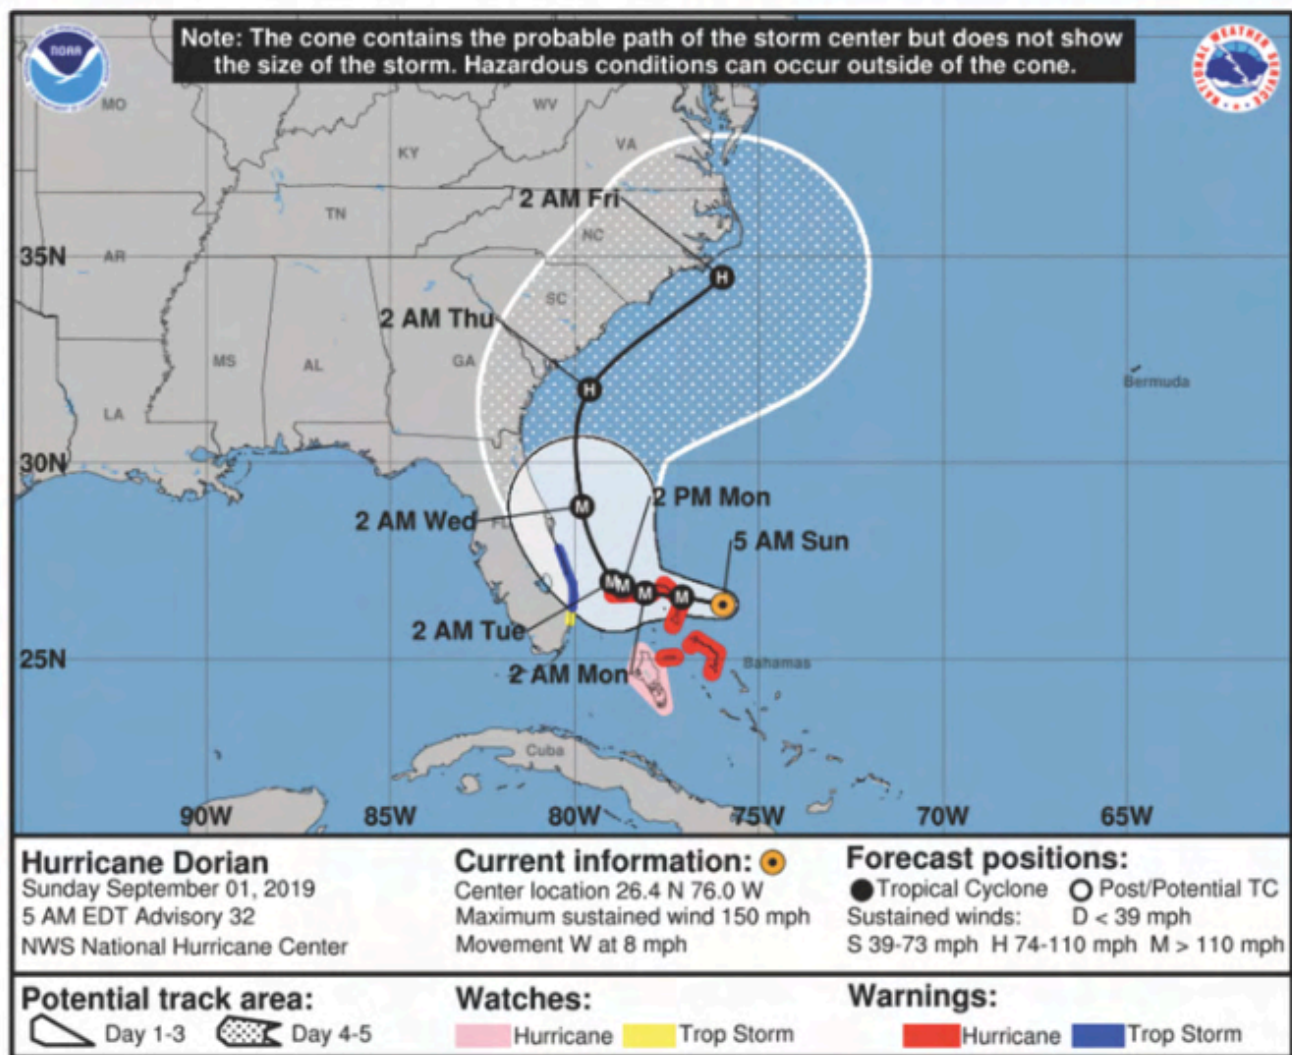 Note: The cone contains the probable path of the storm center but does not show
the size of the storm. Hazardous conditions can occur outside of the cone.
NOAA
NATIONAL WEATHER SERVICE
MO
WV
KY
VA
2 AM Fri
TN
NC
35N
AR
SC
2 AM Thu
MS
AL
GA
Bermuda
LA
30N
2 PM Mon
2 AM Wed
FL
5 AM Sun
H
H
M
M
M
M
M
2 AM Tue
25N
2 AM Mon
Bahamas
Cuba
90W
85W
80W
75W
70W
65W
Hurricane Dorian
Sunday September 01, 2019
5 AM EDT Advisory 32
NWS National Hurricane Center
Current information:
Center location 26.4 N 76.0 W
Maximum sustained wind 150 mph
Movement W at 8 mph
Forecast positions:
Tropical Cyclone Post/Potential TC
Sustained winds: D < 39 mph
S 39-73 mph H 74-110 mph M > 110 mph
Potential track area:
Day 1-3 Day 4-5
Watches:
Hurricane Trop Storm
Warnings:
Hurricane Trop Storm